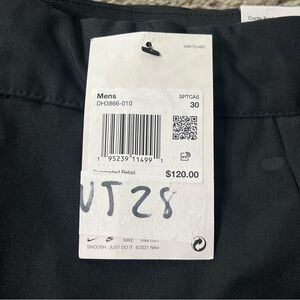 Mens
SPTCAS
DH3866-010
30
1 95239 11499 1
Suggested Retail
$120.00
UT28
NIKE
SWOOSH JUST DO IT ©2021 Nike